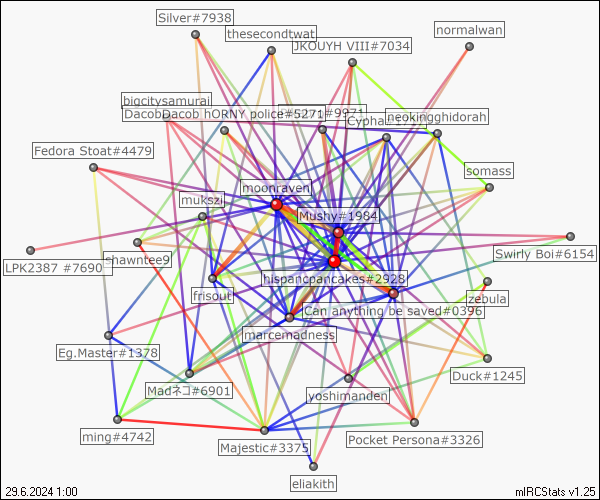 Silver#7938
thesecondtwat
normalwan
JKOUYH VIII#7034
bigcitysamurai
DacobDacob hORNY police#5271
#9971
Cypha
neokingghidorah
Fedora Stoat#4479
somass
moonraven
mukszi
Mushy#1984
shawntee9
Swirly Boi#6154
LPK2387 #7690
hispancpancakes#2928
frisout
zebula
Can anything be saved#0396
marcemadness
Eg.Master#1378
Duck#1245
Madネコ#6901
yoshimanden
ming#4742
Majestic#3375
Pocket Persona#3326
eliakith
29.6.2024 1:00
mIRCStats v1.25